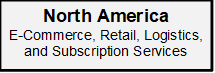 North America
E-Commerce, Retail, Logistics,
and Subscription Services